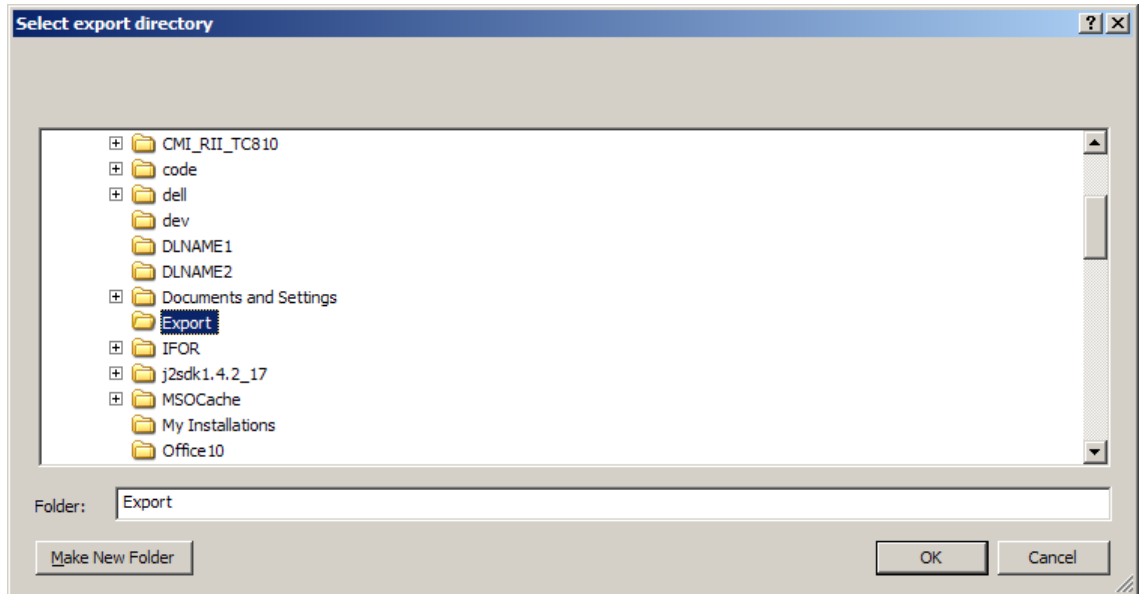 Select export directory
CMI_RII_TC810
code
dell
dev
DLNAME1
DLNAME2
Documents and Settings
Export
IFOR
j2sdk1.4.2_17
MSOCache
My Installations
Office10
Folder: Export
Make New Folder OK Cancel